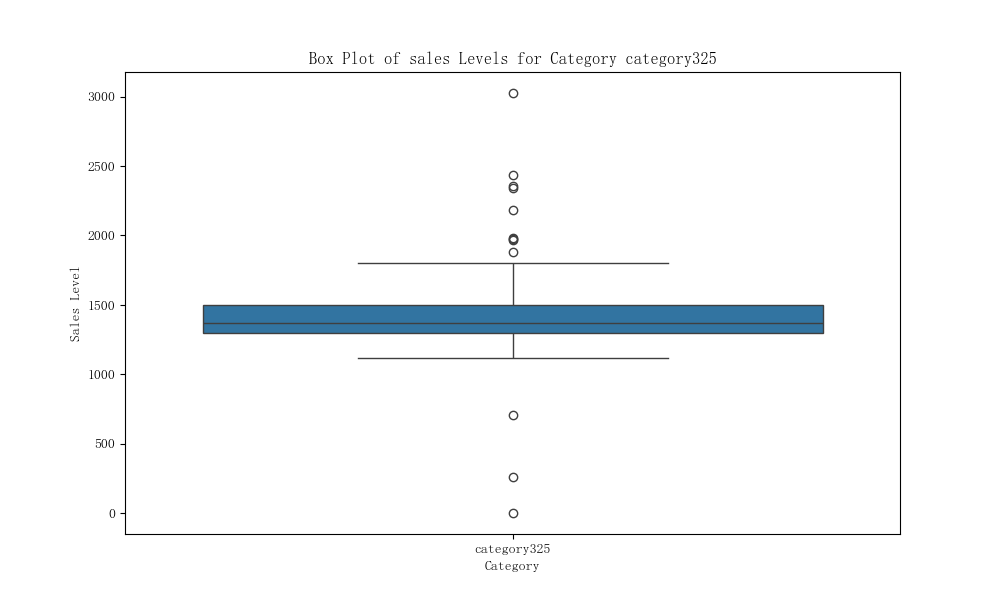 Box Plot of sales Levels for Category category325
3000
2500
2000
1500
1000
500
0
Sales Level
category325
Category